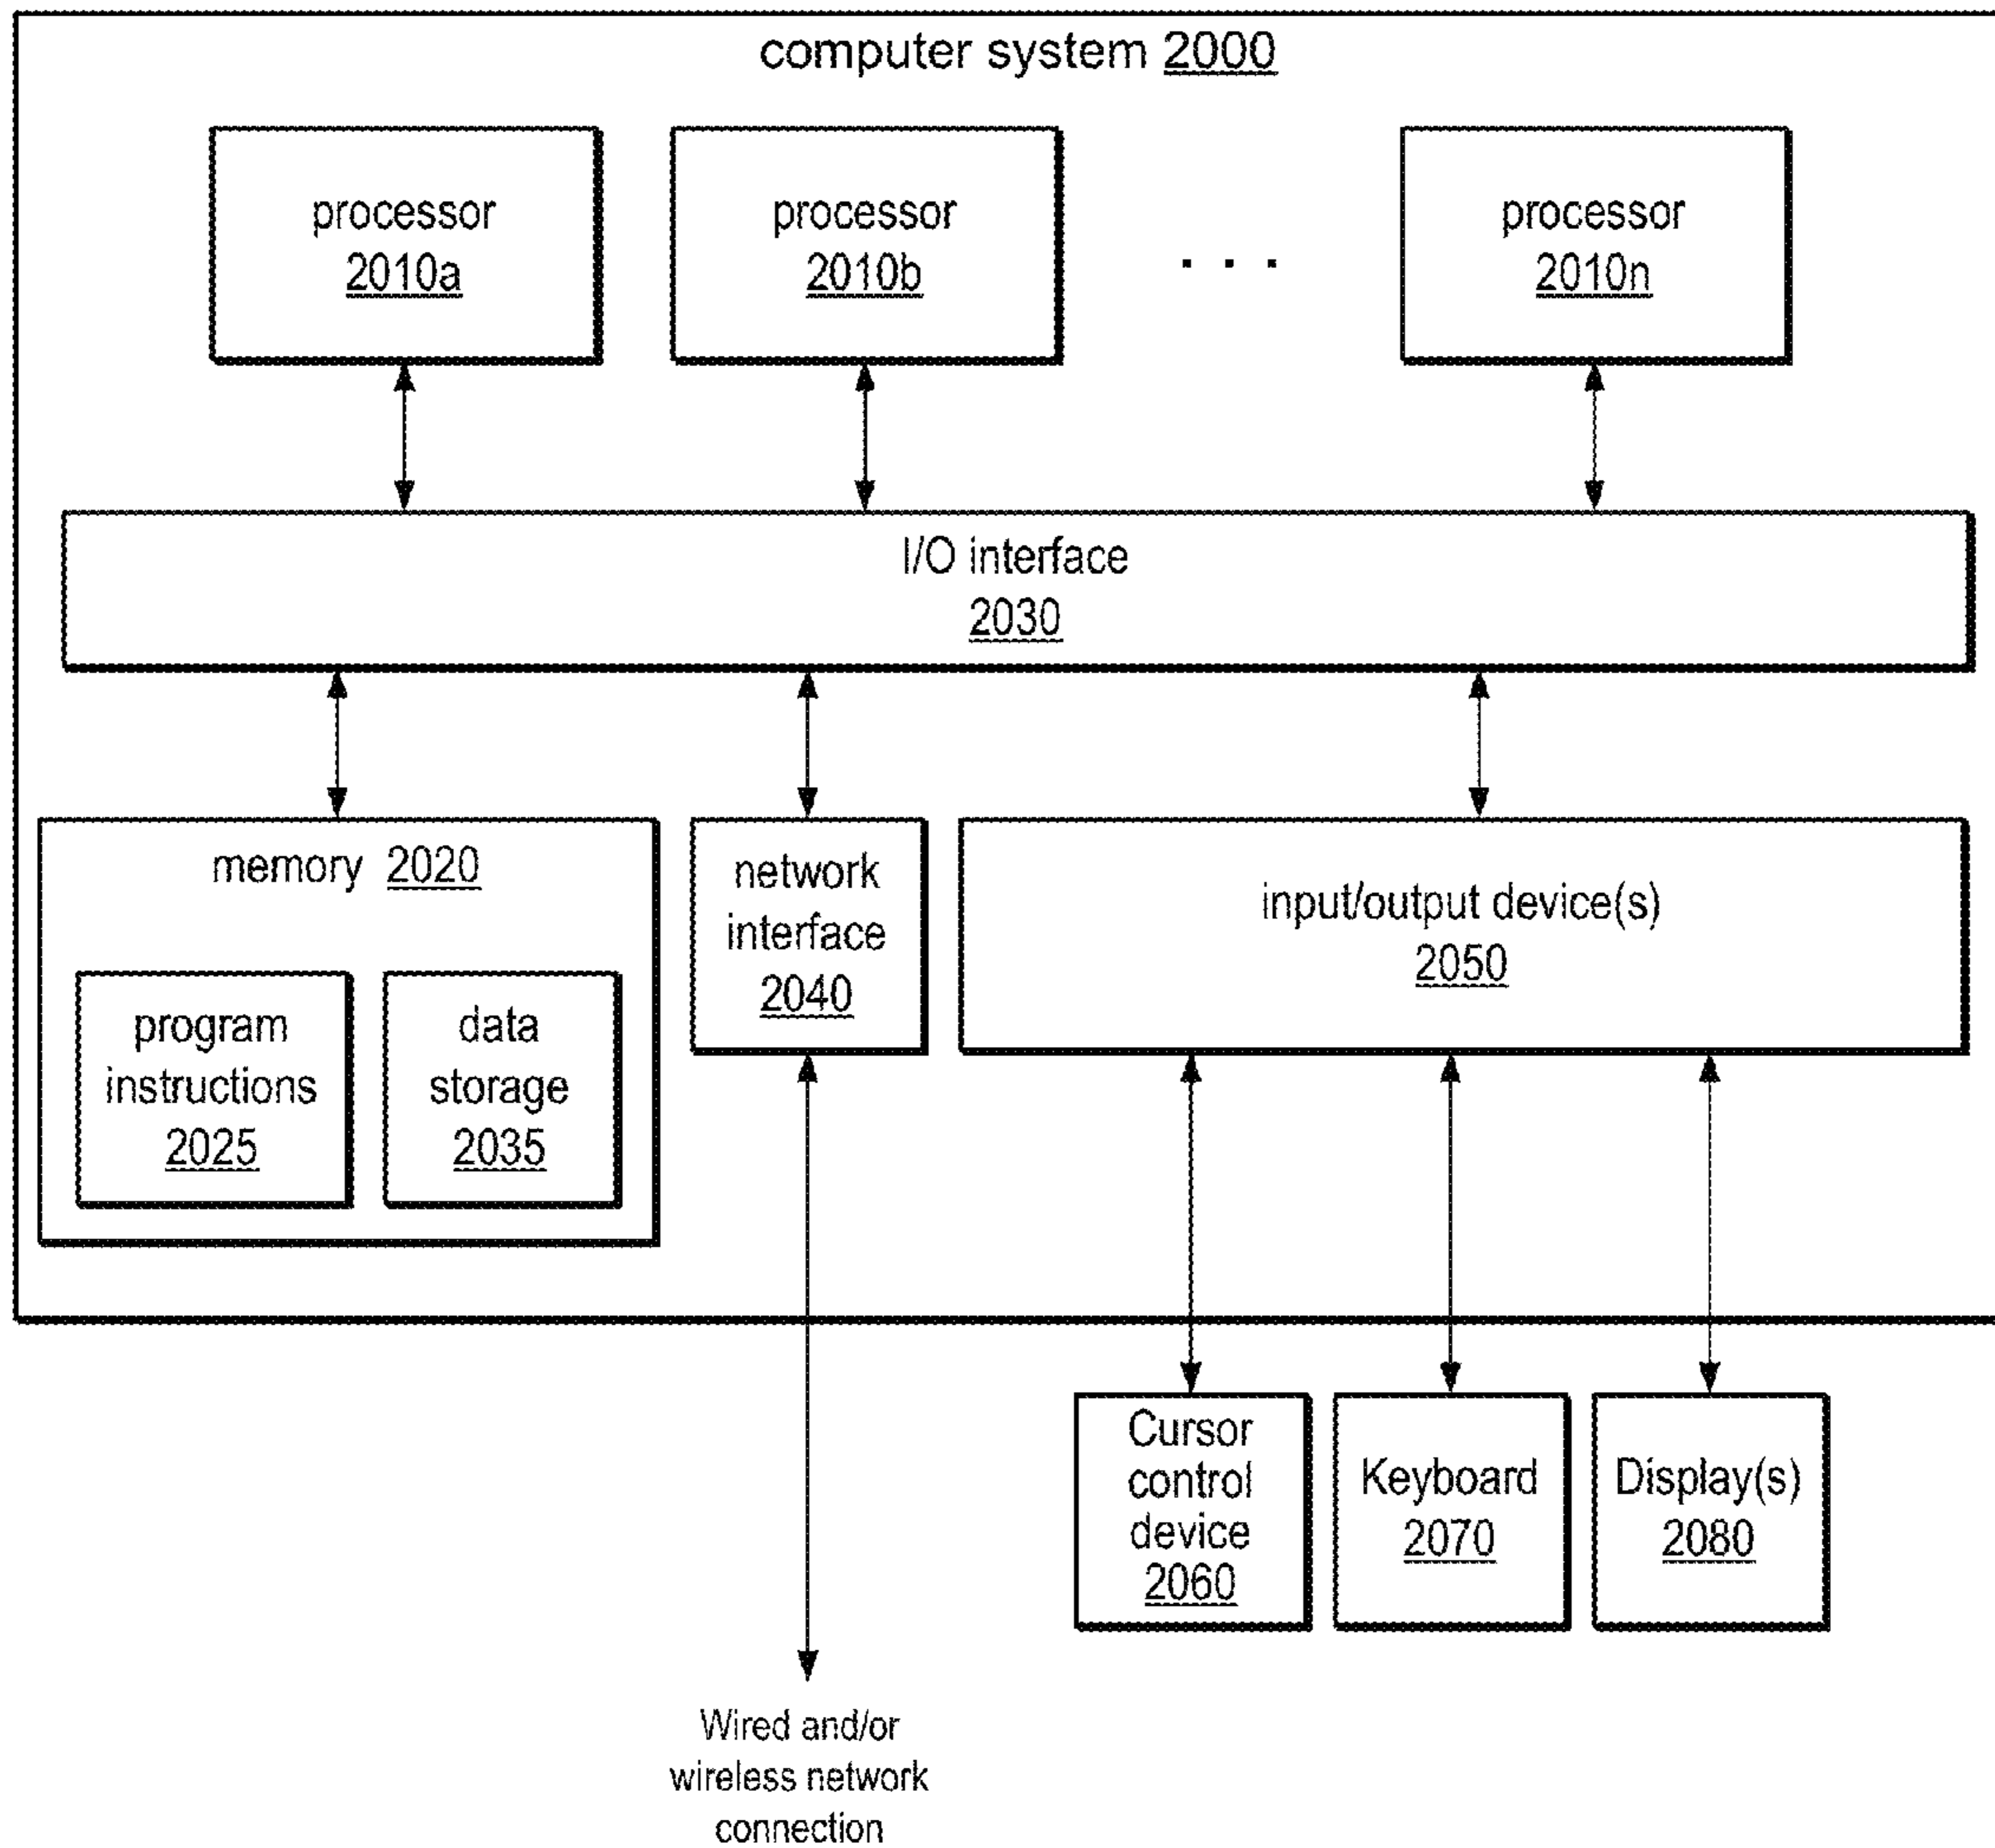 computer system 2000
processor
2010a
processor
2010b
. . .
processor
2010n
I/O interface
2030
memory 2020
program
instructions
2025
data
storage
2035
network
interface
2040
input/output device(s)
2050
Cursor
control
device
2060
Keyboard
2070
Display(s)
2080
Wired and/or
wireless network
connection